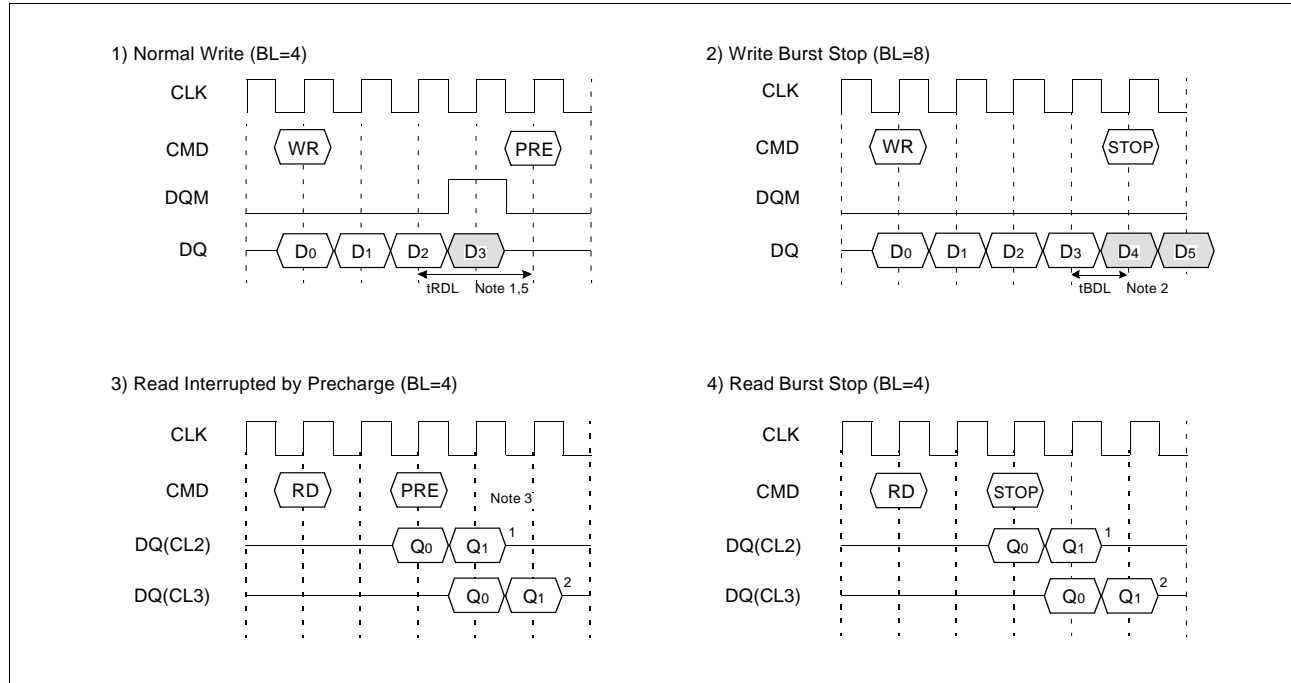 1) Normal Write (BL=4)
CLK
CMD WR PRE
DQM
DQ D0 D1 D2 D3
tRDL Note 1,5
2) Write Burst Stop (BL=8)
CLK
CMD WR STOP
DQM
DQ D0 D1 D2 D3 D4 D5
tBDL Note 2
3) Read Interrupted by Precharge (BL=4)
CLK
CMD RD PRE Note 3
DQ(CL2) Q0 Q1 1
DQ(CL3) Q0 Q1 2
4) Read Burst Stop (BL=4)
CLK
CMD RD STOP
DQ(CL2) Q0 Q1 1
DQ(CL3) Q0 Q1 2